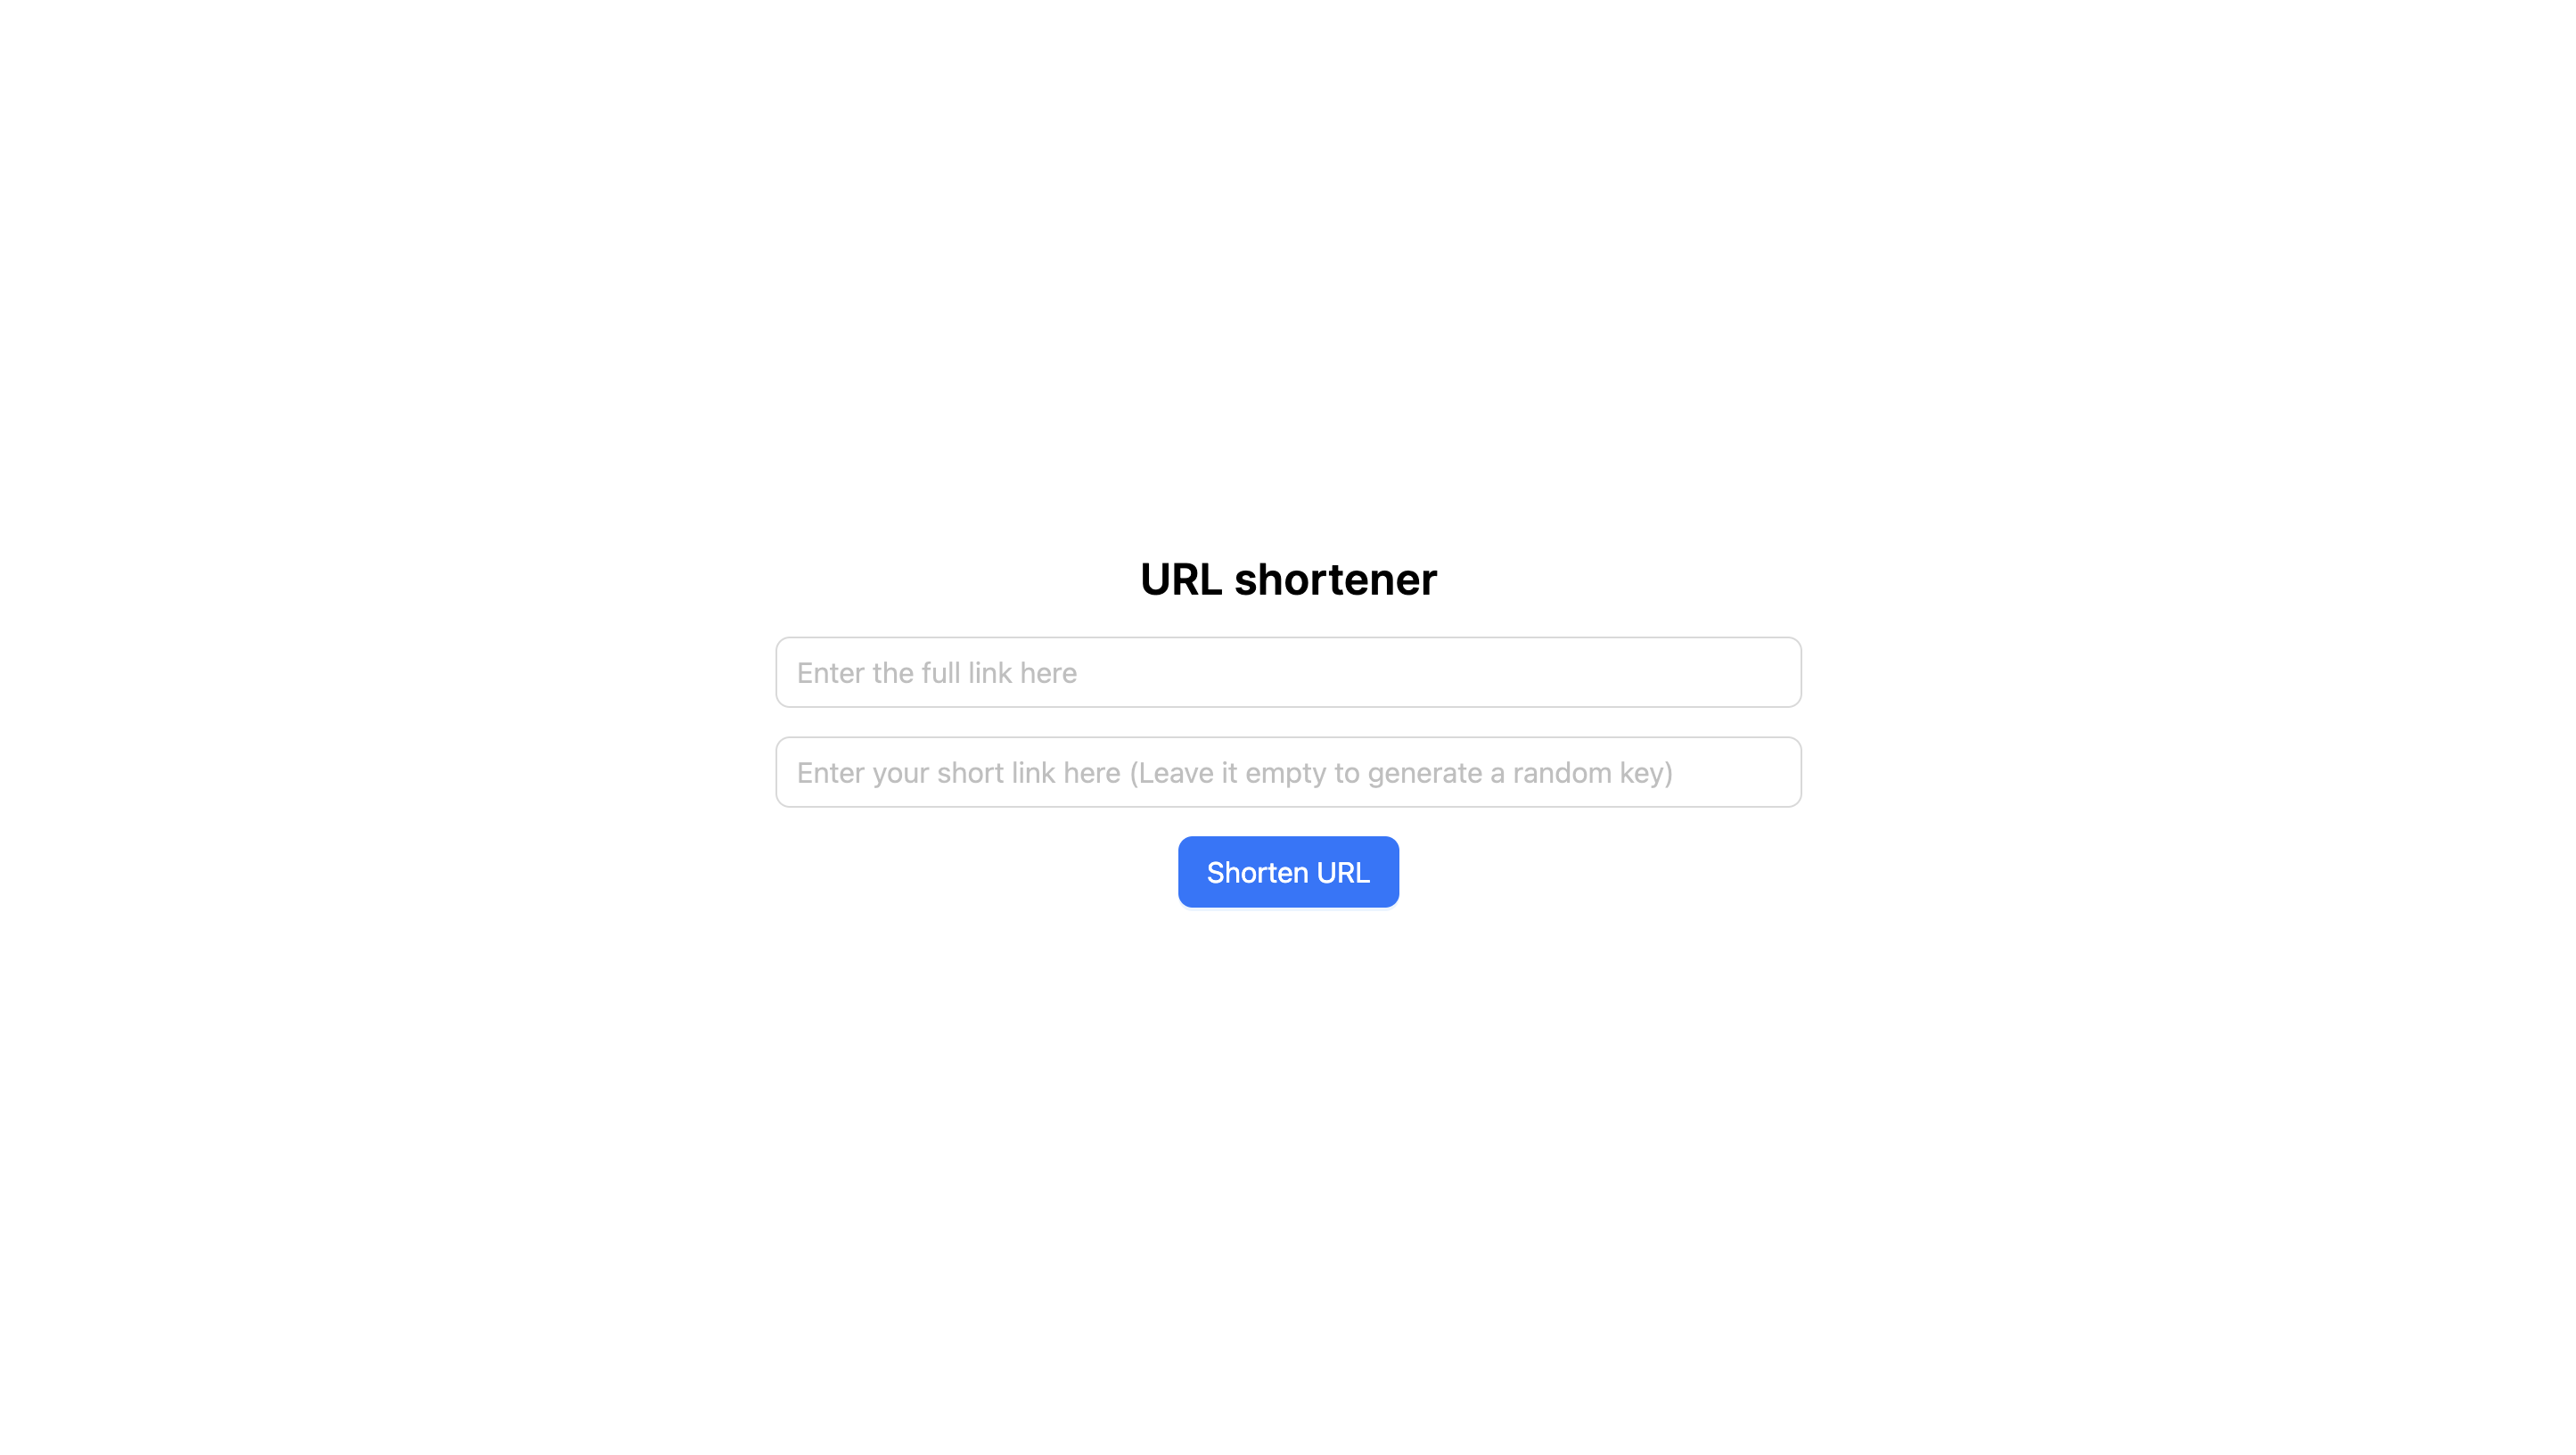 URL shortener
Enter the full link here
Enter your short link here (Leave it empty to generate a random key)
Shorten URL